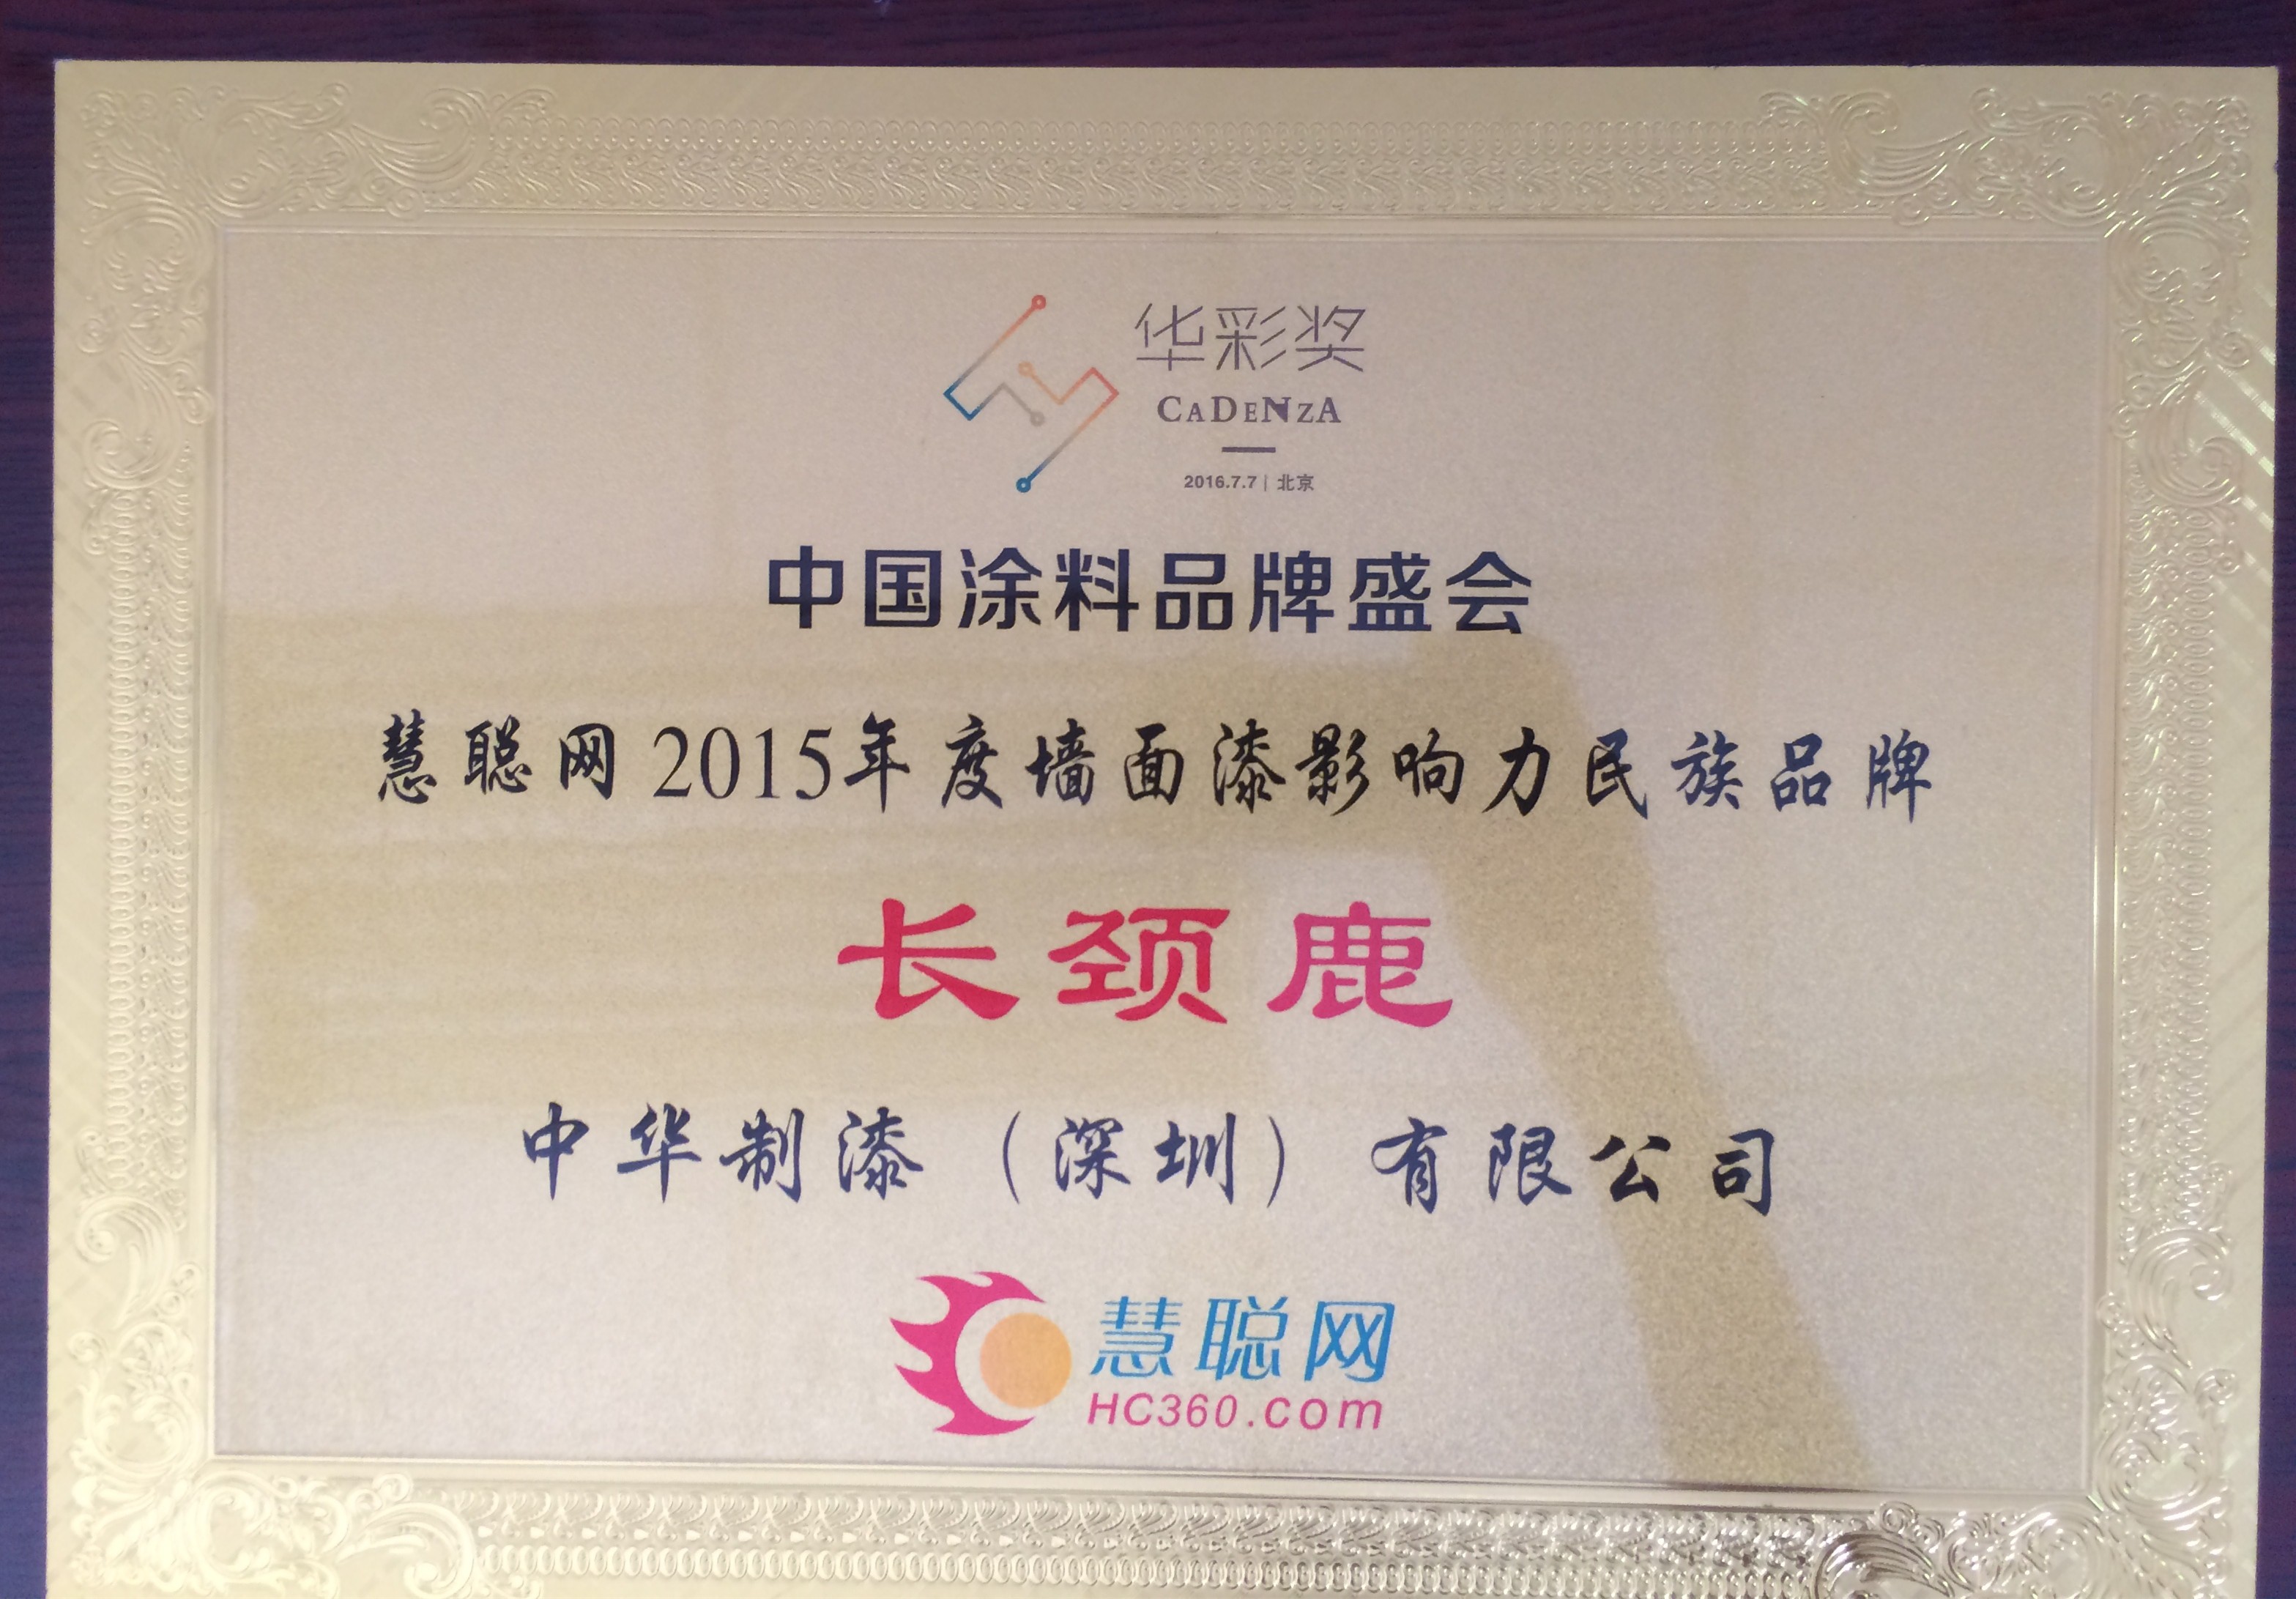 华彩奖
CADENZA
2016.7.7 | 北京
中国涂料品牌盛会
慧聪网2015年度墙面漆影响力民族品牌
长颈鹿
中华制漆（深圳）有限公司
慧聪网
HC360.com